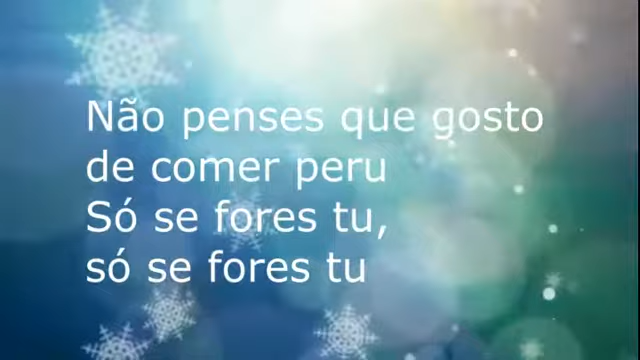 Não penses que gosto
de comer peru
Só se fores tu,
só se fores tu